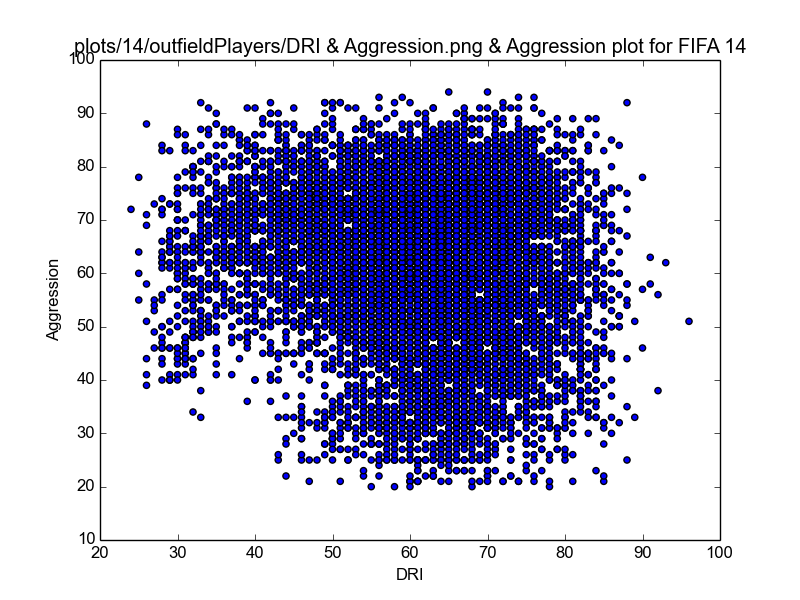 plots/14/outfieldPlayers/DRI & Aggression.png & Aggression plot for FIFA 14
100
90
80
70
60
50
40
30
20
10
Aggression
20 30 40 50 60 70 80 90 100
DRI